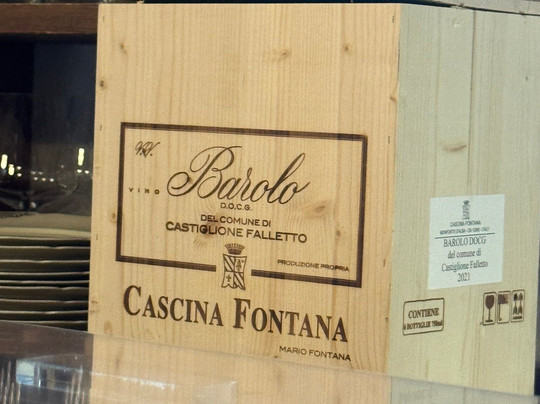 VINO
Barolo
D.O.C.G.
DEL COMUNE DI
CASTIGLIONE FALLETTO
PRODUZIONE PROPRIA
CASCINA FONTANA
MARIO FONTANA
CASCINA FONTANA
BAROLO DOCG
del comune di
Castiglione Falletto
2021
CONTIENE
6 BOTTIGLIE 750ml